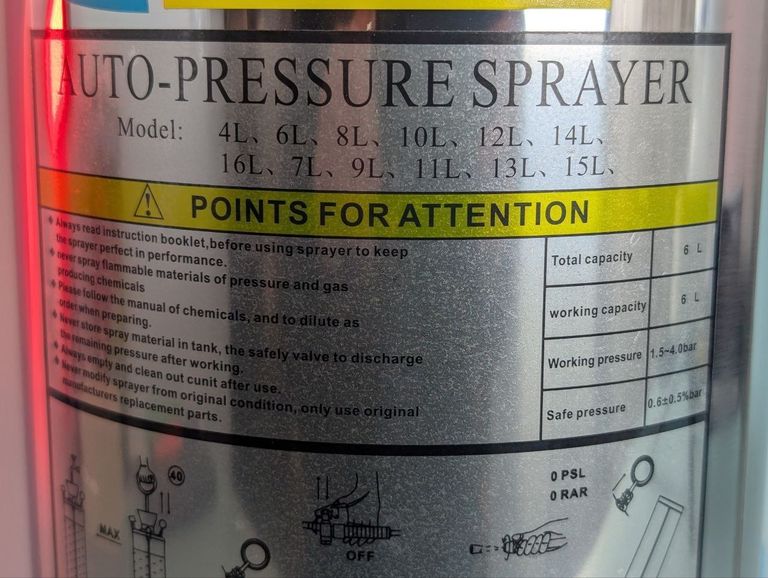 AUTO-PRESSURE SPRAYER
Model: 4L、6L、8L、10L、12L、14L、
16L、7L、9L、11L、13L、15L、
POINTS FOR ATTENTION
Always read instruction booklet,before using sprayer to keep
the sprayer perfect in performance.
never spray flammable materials of pressure and gas
producing chemicals
Please follow the manual of chemicals, and to dilute as
order when preparing.
Never store spray material in tank, the safely valve to discharge
the remaining pressure after working.
Always empty and clean out cunit after use.
Never modify sprayer from original condition, only use original
manufacturers replacement parts.
Total capacity 6 L
working capacity 6 L
Working pressure 1.5~4.0bar
Safe pressure 0.6±0.5%bar
40
MAX
OFF
0 PSL
0 RAR